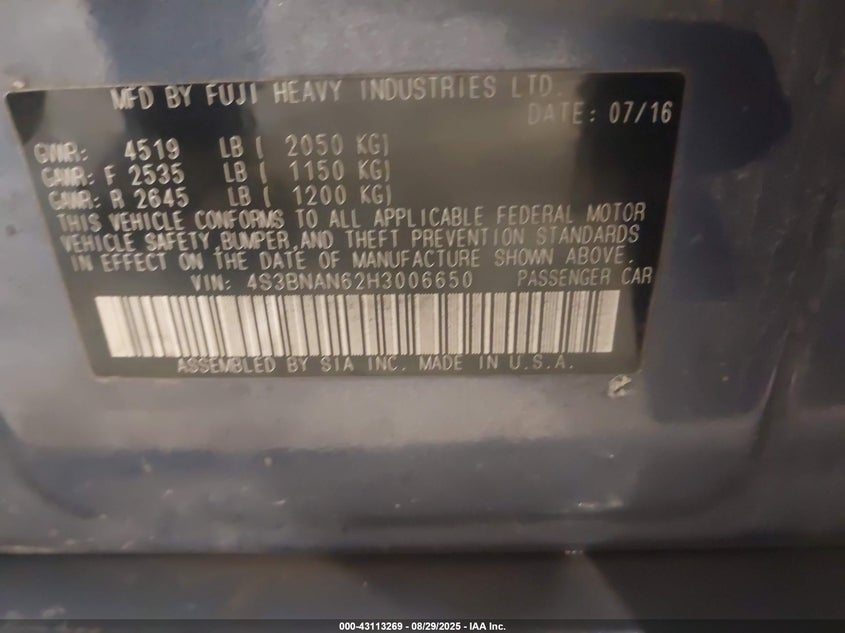 MFD BY FUJI HEAVY INDUSTRIES LTD.
DATE: 07/16
GVWR: 4519 LB ( 2050 KG)
GAWR: F 2535 LB ( 1150 KG)
GAWR: R 2645 LB ( 1200 KG)
THIS VEHICLE CONFORMS TO ALL APPLICABLE FEDERAL MOTOR
VEHICLE SAFETY,BUMPER,AND THEFT PREVENTION STANDARDS
IN EFFECT ON THE DATE OF MANUFACTURE SHOWN ABOVE.
VIN: 4S3BNAN62H3006650 PASSENGER CAR
ASSEMBLED BY SIA INC. MADE IN U.S.A.
000-43113269 - 08/29/2025 - IAA Inc.